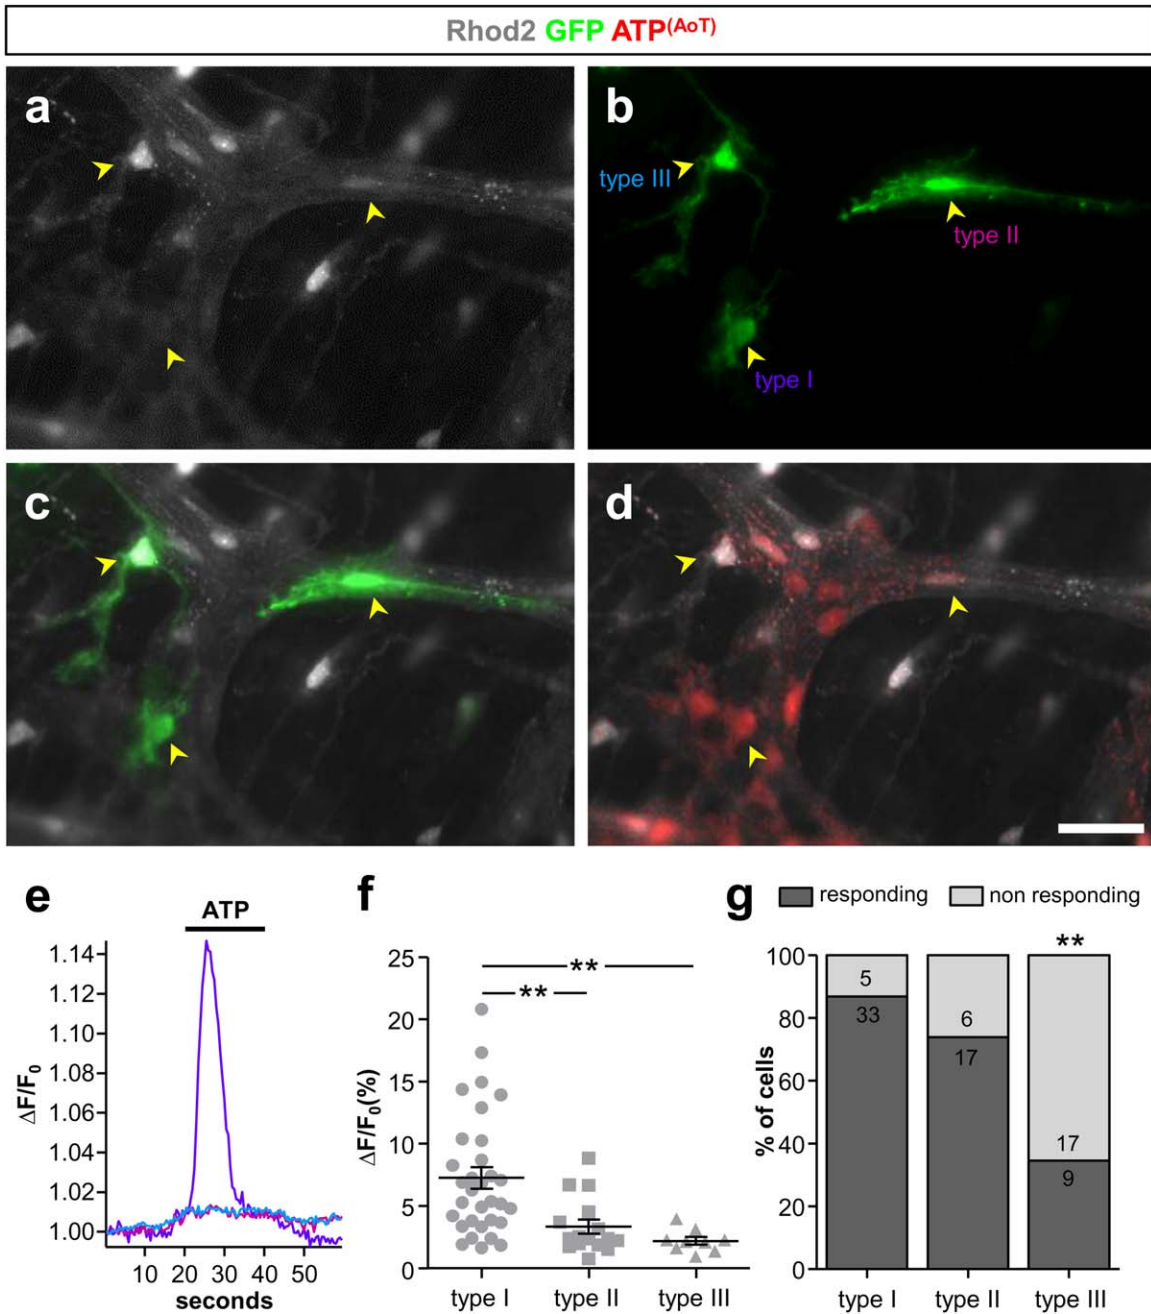 Rhod2 GFP ATP(AoT)
a
b
type III
type II
type I
c
d
e
ATP
1.14
1.12
1.10
1.08
1.06
1.04
1.02
1.00
ΔF/F0
10 20 30 40 50
seconds
f
25
20
15
10
5
0
ΔF/F0(%)
**
**
type I type II type III
g
responding non responding
**
100
80
60
40
20
0
% of cells
5
33
6
17
17
9
type I type II type III